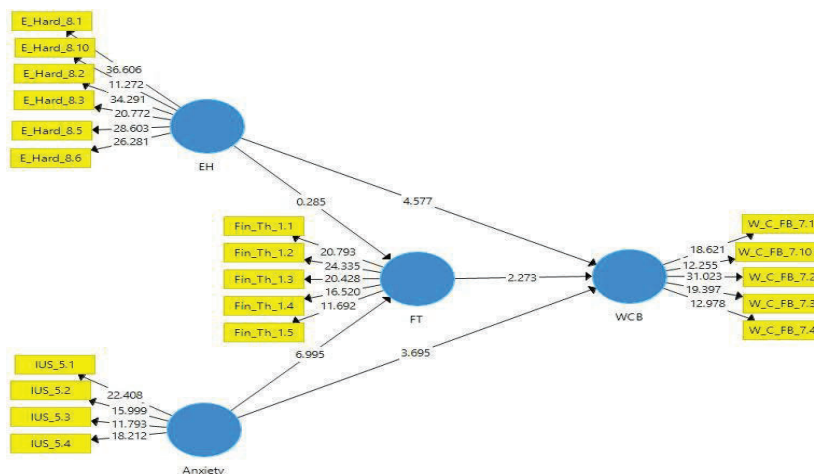 E_Hard_8.1
E_Hard_8.10
E_Hard_8.2
E_Hard_8.3
E_Hard_8.5
E_Hard_8.6
36.606
11.272
34.291
20.772
28.603
26.281
EH
0.285
4.577
Fin_Th_1.1
Fin_Th_1.2
Fin_Th_1.3
Fin_Th_1.4
Fin_Th_1.5
20.793
24.335
20.428
16.520
11.692
FT
2.273
WCB
18.621
12.255
31.023
19.397
12.978
W_C_FB_7.1
W_C_FB_7.10
W_C_FB_7.2
W_C_FB_7.3
W_C_FB_7.4
6.995
3.695
IUS_5.1
IUS_5.2
IUS_5.3
IUS_5.4
22.408
15.999
11.793
18.212
Anxiety